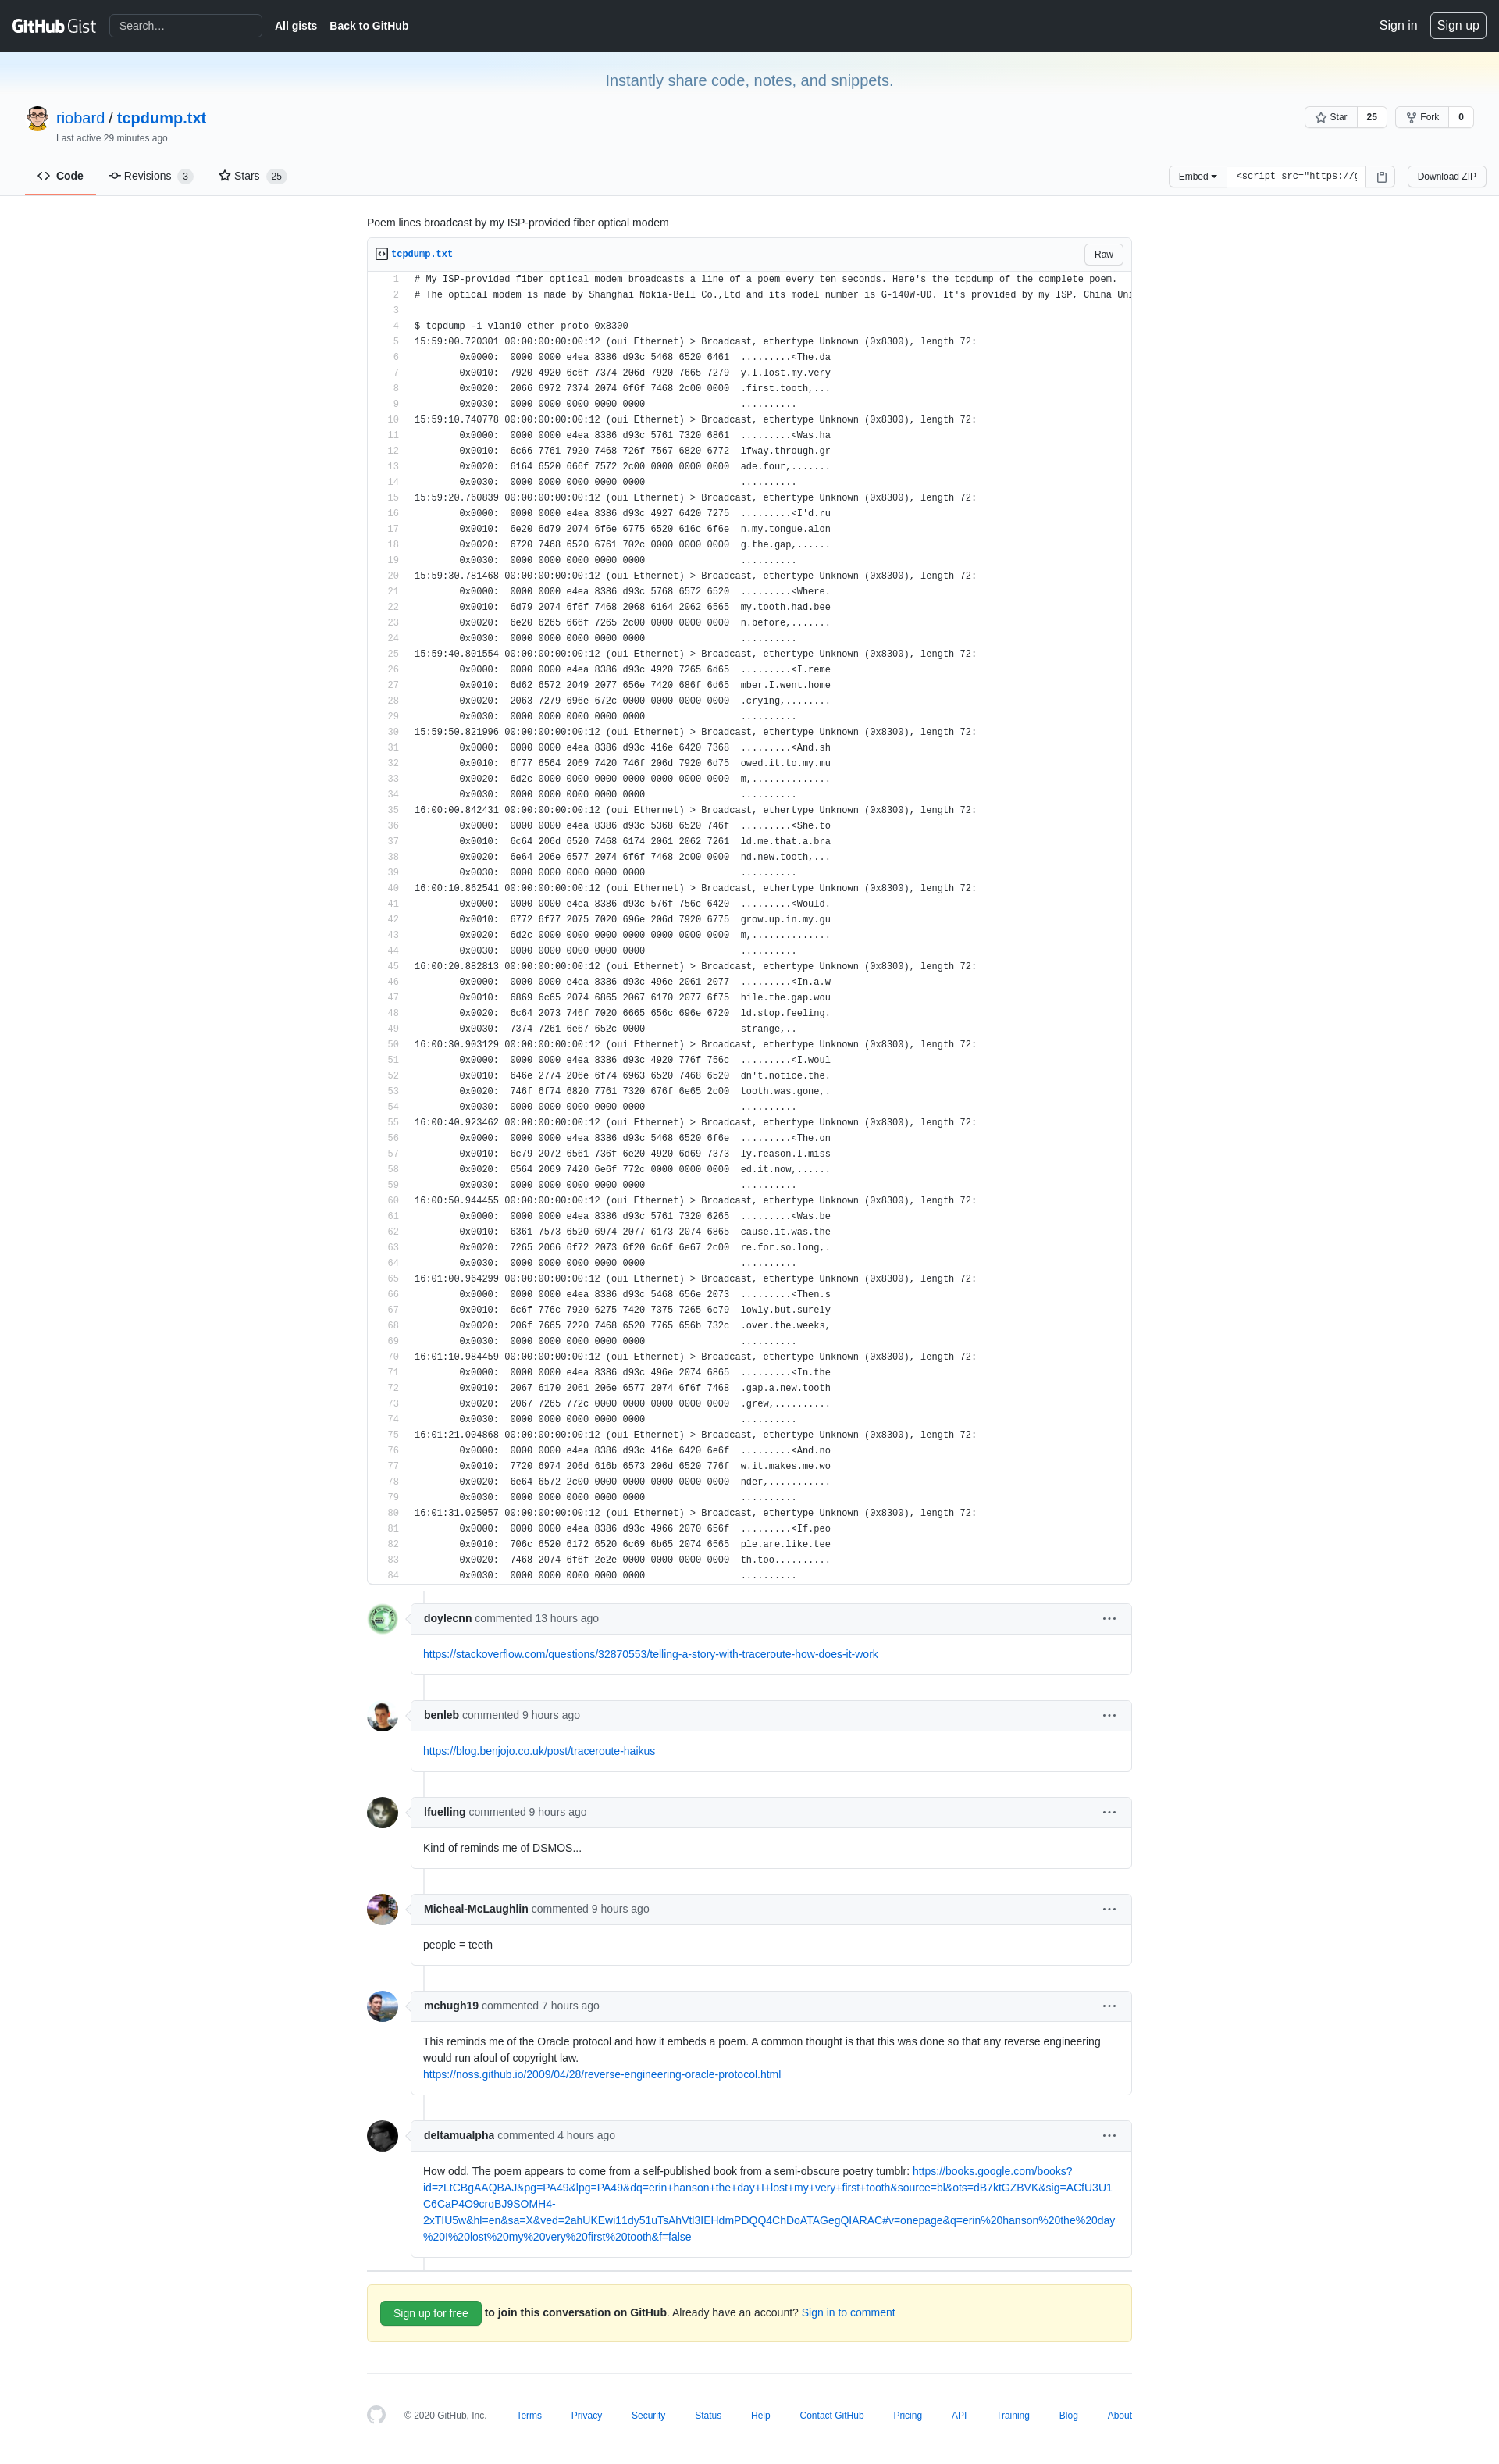 GitHub Gist
Search…
All gists
Back to GitHub
Sign in
Sign up
Instantly share code, notes, and snippets.
riobard / tcpdump.txt
Last active 29 minutes ago
Star 25
Fork 0
Code
Revisions 3
Stars 25
Embed
<script src="https://g
Download ZIP
Poem lines broadcast by my ISP-provided fiber optical modem
tcpdump.txt
Raw
1 # My ISP-provided fiber optical modem broadcasts a line of a poem every ten seconds. Here's the tcpdump of the complete poem.
2 # The optical modem is made by Shanghai Nokia-Bell Co.,Ltd and its model number is G-140W-UD. It's provided by my ISP, China Uni
3
4 $ tcpdump -i vlan10 ether proto 0x8300
5 15:59:00.720301 00:00:00:00:00:12 (oui Ethernet) > Broadcast, ethertype Unknown (0x8300), length 72:
6 0x0000: 0000 0000 e4ea 8386 d93c 5468 6520 6461 .........<The.da
7 0x0010: 7920 4920 6c6f 7374 206d 7920 7665 7279 y.I.lost.my.very
8 0x0020: 2066 6972 7374 2074 6f6f 7468 2c00 0000 .first.tooth,...
9 0x0030: 0000 0000 0000 0000 0000 ..........
10 15:59:10.740778 00:00:00:00:00:12 (oui Ethernet) > Broadcast, ethertype Unknown (0x8300), length 72:
11 0x0000: 0000 0000 e4ea 8386 d93c 5761 7320 6861 .........<Was.ha
12 0x0010: 6c66 7761 7920 7468 726f 7567 6820 6772 lfway.through.gr
13 0x0020: 6164 6520 666f 7572 2c00 0000 0000 0000 ade.four,.......
14 0x0030: 0000 0000 0000 0000 0000 ..........
15 15:59:20.760839 00:00:00:00:00:12 (oui Ethernet) > Broadcast, ethertype Unknown (0x8300), length 72:
16 0x0000: 0000 0000 e4ea 8386 d93c 4927 6420 7275 .........<I'd.ru
17 0x0010: 6e20 6d79 2074 6f6e 6775 6520 616c 6f6e n.my.tongue.alon
18 0x0020: 6720 7468 6520 6761 702c 0000 0000 0000 g.the.gap,......
19 0x0030: 0000 0000 0000 0000 0000 ..........
20 15:59:30.781468 00:00:00:00:00:12 (oui Ethernet) > Broadcast, ethertype Unknown (0x8300), length 72:
21 0x0000: 0000 0000 e4ea 8386 d93c 5768 6572 6520 .........<Where.
22 0x0010: 6d79 2074 6f6f 7468 2068 6164 2062 6565 my.tooth.had.bee
23 0x0020: 6e20 6265 666f 7265 2c00 0000 0000 0000 n.before,.......
24 0x0030: 0000 0000 0000 0000 0000 ..........
25 15:59:40.801554 00:00:00:00:00:12 (oui Ethernet) > Broadcast, ethertype Unknown (0x8300), length 72:
26 0x0000: 0000 0000 e4ea 8386 d93c 4920 7265 6d65 .........<I.reme
27 0x0010: 6d62 6572 2049 2077 656e 7420 686f 6d65 mber.I.went.home
28 0x0020: 2063 7279 696e 672c 0000 0000 0000 0000 .crying,........
29 0x0030: 0000 0000 0000 0000 0000 ..........
30 15:59:50.821996 00:00:00:00:00:12 (oui Ethernet) > Broadcast, ethertype Unknown (0x8300), length 72:
31 0x0000: 0000 0000 e4ea 8386 d93c 416e 6420 7368 .........<And.sh
32 0x0010: 6f77 6564 2069 7420 746f 206d 7920 6d75 owed.it.to.my.mu
33 0x0020: 6d2c 0000 0000 0000 0000 0000 0000 0000 m,..............
34 0x0030: 0000 0000 0000 0000 0000 ..........
35 16:00:00.842431 00:00:00:00:00:12 (oui Ethernet) > Broadcast, ethertype Unknown (0x8300), length 72:
36 0x0000: 0000 0000 e4ea 8386 d93c 5368 6520 746f .........<She.to
37 0x0010: 6c64 206d 6520 7468 6174 2061 2062 7261 ld.me.that.a.bra
38 0x0020: 6e64 206e 6577 2074 6f6f 7468 2c00 0000 nd.new.tooth,...
39 0x0030: 0000 0000 0000 0000 0000 ..........
40 16:00:10.862541 00:00:00:00:00:12 (oui Ethernet) > Broadcast, ethertype Unknown (0x8300), length 72:
41 0x0000: 0000 0000 e4ea 8386 d93c 576f 756c 6420 .........<Would.
42 0x0010: 6772 6f77 2075 7020 696e 206d 7920 6775 grow.up.in.my.gu
43 0x0020: 6d2c 0000 0000 0000 0000 0000 0000 0000 m,..............
44 0x0030: 0000 0000 0000 0000 0000 ..........
45 16:00:20.882813 00:00:00:00:00:12 (oui Ethernet) > Broadcast, ethertype Unknown (0x8300), length 72:
46 0x0000: 0000 0000 e4ea 8386 d93c 496e 2061 2077 .........<In.a.w
47 0x0010: 6869 6c65 2074 6865 2067 6170 2077 6f75 hile.the.gap.wou
48 0x0020: 6c64 2073 746f 7020 6665 656c 696e 6720 ld.stop.feeling.
49 0x0030: 7374 7261 6e67 652c 0000 strange,..
50 16:00:30.903129 00:00:00:00:00:12 (oui Ethernet) > Broadcast, ethertype Unknown (0x8300), length 72:
51 0x0000: 0000 0000 e4ea 8386 d93c 4920 776f 756c .........<I.woul
52 0x0010: 646e 2774 206e 6f74 6963 6520 7468 6520 dn't.notice.the.
53 0x0020: 746f 6f74 6820 7761 7320 676f 6e65 2c00 tooth.was.gone,.
54 0x0030: 0000 0000 0000 0000 0000 ..........
55 16:00:40.923462 00:00:00:00:00:12 (oui Ethernet) > Broadcast, ethertype Unknown (0x8300), length 72:
56 0x0000: 0000 0000 e4ea 8386 d93c 5468 6520 6f6e .........<The.on
57 0x0010: 6c79 2072 6561 736f 6e20 4920 6d69 7373 ly.reason.I.miss
58 0x0020: 6564 2069 7420 6e6f 772c 0000 0000 0000 ed.it.now,......
59 0x0030: 0000 0000 0000 0000 0000 ..........
60 16:00:50.944455 00:00:00:00:00:12 (oui Ethernet) > Broadcast, ethertype Unknown (0x8300), length 72:
61 0x0000: 0000 0000 e4ea 8386 d93c 5761 7320 6265 .........<Was.be
62 0x0010: 6361 7573 6520 6974 2077 6173 2074 6865 cause.it.was.the
63 0x0020: 7265 2066 6f72 2073 6f20 6c6f 6e67 2c00 re.for.so.long,.
64 0x0030: 0000 0000 0000 0000 0000 ..........
65 16:01:00.964299 00:00:00:00:00:12 (oui Ethernet) > Broadcast, ethertype Unknown (0x8300), length 72:
66 0x0000: 0000 0000 e4ea 8386 d93c 5468 656e 2073 .........<Then.s
67 0x0010: 6c6f 776c 7920 6275 7420 7375 7265 6c79 lowly.but.surely
68 0x0020: 206f 7665 7220 7468 6520 7765 656b 732c .over.the.weeks,
69 0x0030: 0000 0000 0000 0000 0000 ..........
70 16:01:10.984459 00:00:00:00:00:12 (oui Ethernet) > Broadcast, ethertype Unknown (0x8300), length 72:
71 0x0000: 0000 0000 e4ea 8386 d93c 496e 2074 6865 .........<In.the
72 0x0010: 2067 6170 2061 206e 6577 2074 6f6f 7468 .gap.a.new.tooth
73 0x0020: 2067 7265 772c 0000 0000 0000 0000 0000 .grew,..........
74 0x0030: 0000 0000 0000 0000 0000 ..........
75 16:01:21.004868 00:00:00:00:00:12 (oui Ethernet) > Broadcast, ethertype Unknown (0x8300), length 72:
76 0x0000: 0000 0000 e4ea 8386 d93c 416e 6420 6e6f .........<And.no
77 0x0010: 7720 6974 206d 616b 6573 206d 6520 776f w.it.makes.me.wo
78 0x0020: 6e64 6572 2c00 0000 0000 0000 0000 0000 nder,...........
79 0x0030: 0000 0000 0000 0000 0000 ..........
80 16:01:31.025057 00:00:00:00:00:12 (oui Ethernet) > Broadcast, ethertype Unknown (0x8300), length 72:
81 0x0000: 0000 0000 e4ea 8386 d93c 4966 2070 656f .........<If.peo
82 0x0010: 706c 6520 6172 6520 6c69 6b65 2074 6565 ple.are.like.tee
83 0x0020: 7468 2074 6f6f 2e2e 0000 0000 0000 0000 th.too..........
84 0x0030: 0000 0000 0000 0000 0000 ..........
doylecnn commented 13 hours ago
https://stackoverflow.com/questions/32870553/telling-a-story-with-traceroute-how-does-it-work
benleb commented 9 hours ago
https://blog.benjojo.co.uk/post/traceroute-haikus
lfuelling commented 9 hours ago
Kind of reminds me of DSMOS...
Micheal-McLaughlin commented 9 hours ago
people = teeth
mchugh19 commented 7 hours ago
This reminds me of the Oracle protocol and how it embeds a poem. A common thought is that this was done so that any reverse engineering
would run afoul of copyright law.
https://noss.github.io/2009/04/28/reverse-engineering-oracle-protocol.html
deltamualpha commented 4 hours ago
How odd. The poem appears to come from a self-published book from a semi-obscure poetry tumblr: https://books.google.com/books?
id=zLtCBgAAQBAJ&pg=PA49&lpg=PA49&dq=erin+hanson+the+day+I+lost+my+very+first+tooth&source=bl&ots=dB7ktGZBVK&sig=ACfU3U1
C6CaP4O9crqBJ9SOMH4-
2xTIU5w&hl=en&sa=X&ved=2ahUKEwi11dy51uTsAhVtl3IEHdmPDQQ4ChDoATAGegQIARAC#v=onepage&q=erin%20hanson%20the%20day
%20I%20lost%20my%20very%20first%20tooth&f=false
Sign up for free to join this conversation on GitHub. Already have an account? Sign in to comment
© 2020 GitHub, Inc.
Terms
Privacy
Security
Status
Help
Contact GitHub
Pricing
API
Training
Blog
About